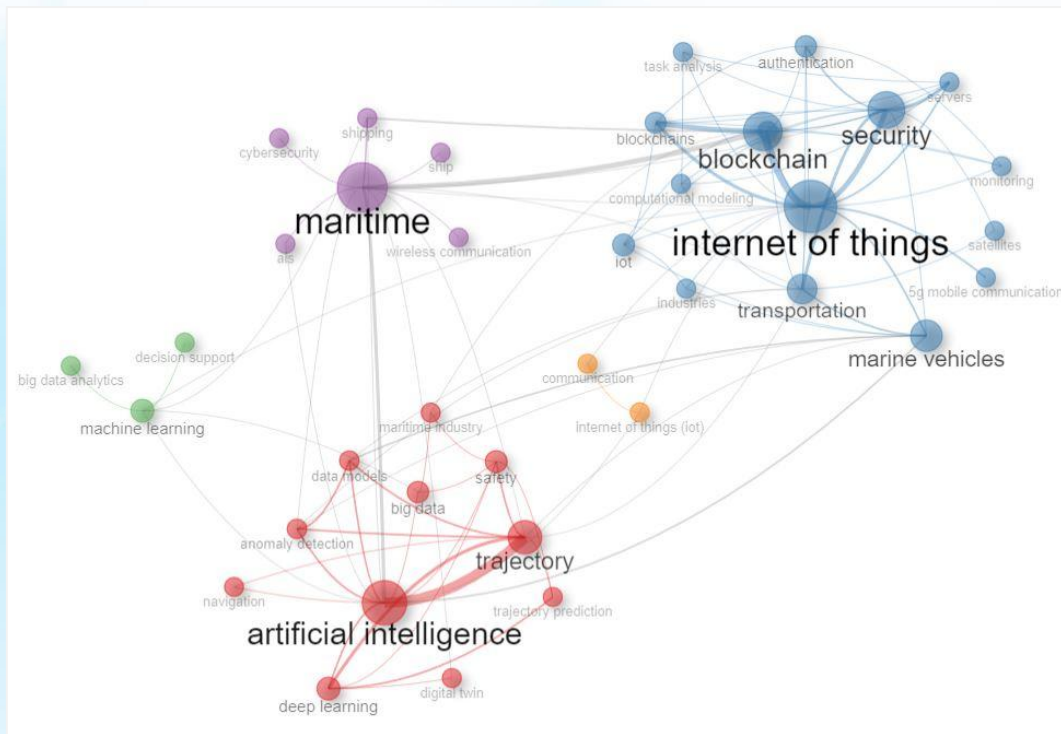 task analysis
authentication
servers
shipping
blockchains
security
cybersecurity
ship
blockchain
monitoring
computational modeling
maritime
internet of things
ais
wireless communication
iot
satellites
industries
5g mobile communication
transportation
decision support
marine vehicles
big data analytics
communication
machine learning
maritime industry
internet of things (iot)
data models
safety
big data
anomaly detection
trajectory
navigation
trajectory prediction
artificial intelligence
digital twin
deep learning